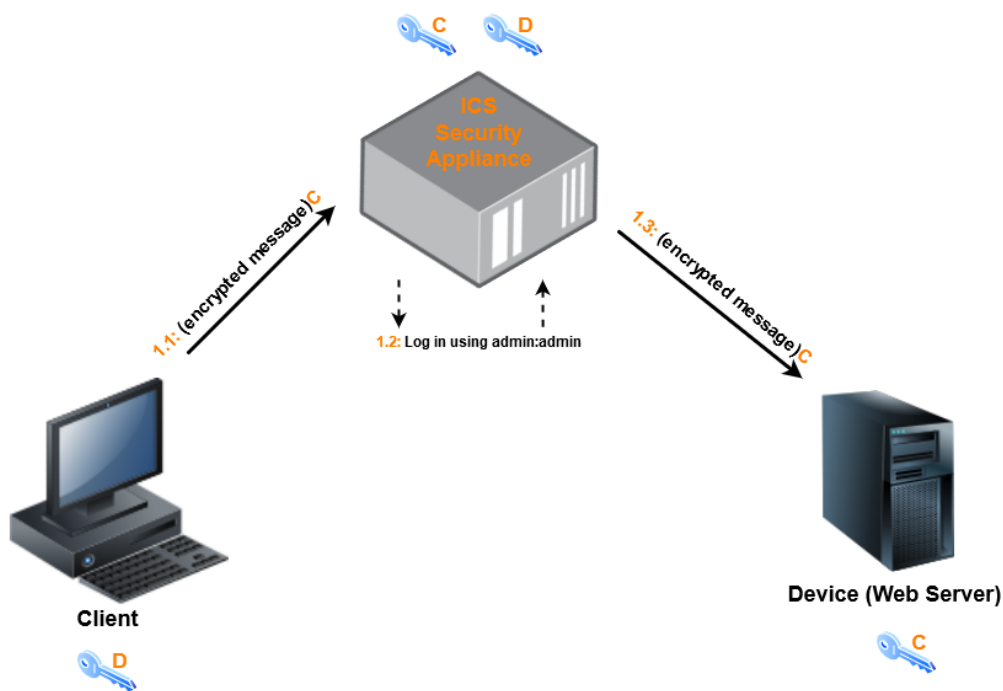 C
D
ICS
Security
Appliance
1.1: (encrypted message)C
1.2: Log in using admin:admin
1.3: (encrypted message)C
Client
D
Device (Web Server)
C